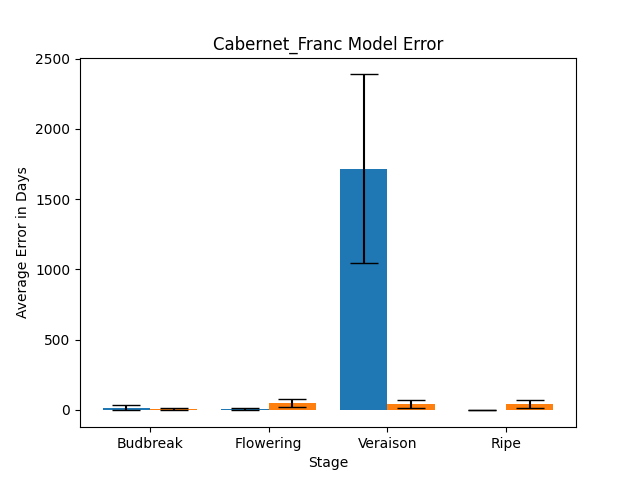 Cabernet_Franc Model Error
2500
2000
1500
1000
500
0
Average Error in Days
Budbreak Flowering Veraison Ripe
Stage